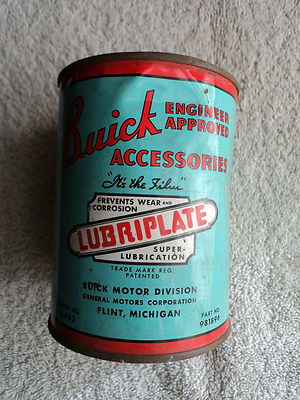 Buick ENGINEER
APPROVED
ACCESSORIES
"It's the Film"
PREVENTS WEAR AND
CORROSION
LUBRIPLATE
SUPER-
LUBRICATION
TRADE MARK REG.
PATENTED
BUICK MOTOR DIVISION
GENERAL MOTORS CORPORATION
FLINT, MICHIGAN
NO.
PART NO.
981896